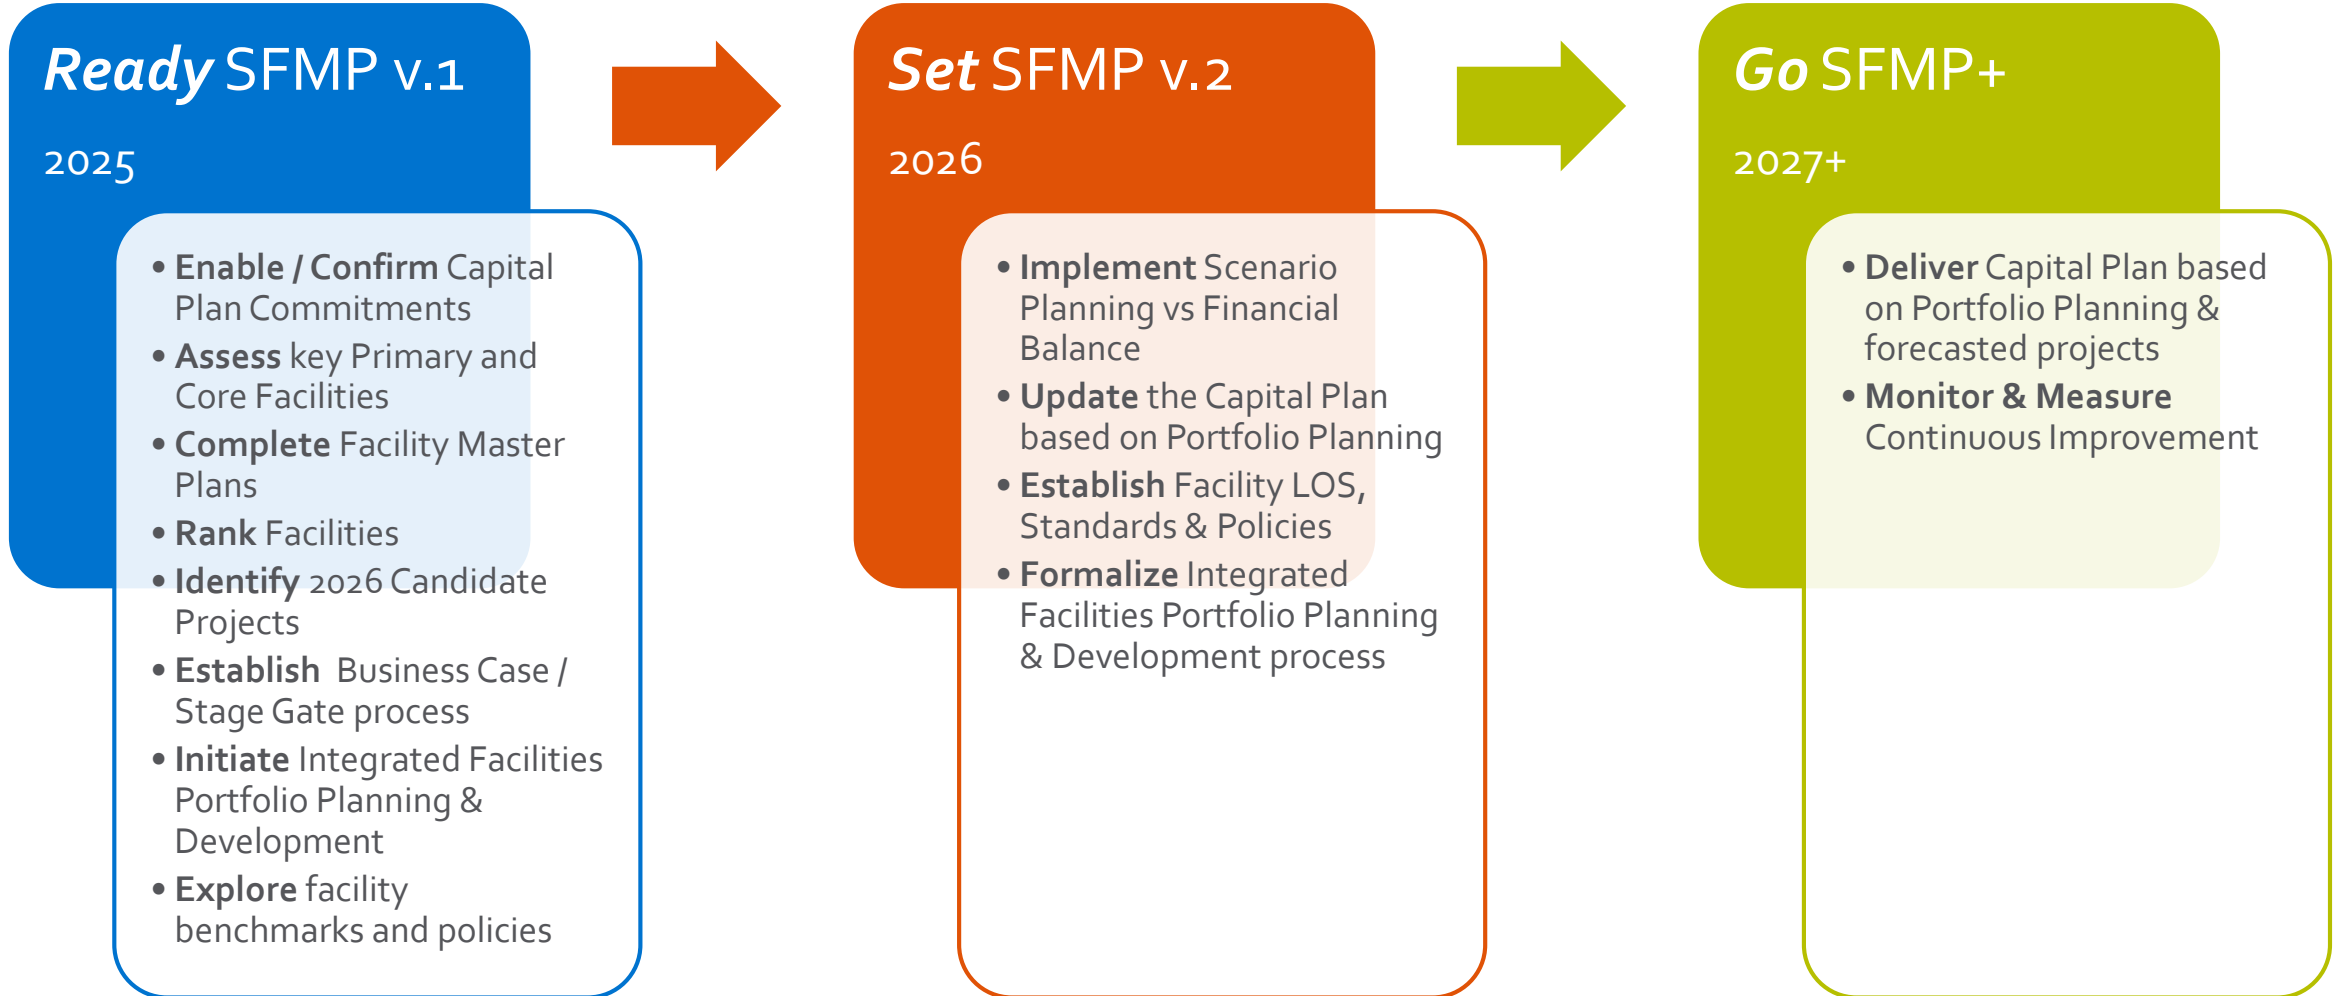 Ready SFMP v.1
2025
• Enable / Confirm Capital
Plan Commitments
• Assess key Primary and
Core Facilities
• Complete Facility Master
Plans
• Rank Facilities
• Identify 2026 Candidate
Projects
• Establish  Business Case /
Stage Gate process
• Initiate Integrated Facilities
Portfolio Planning &
Development
• Explore facility
benchmarks and policies
Set SFMP v.2
2026
• Implement Scenario
Planning vs Financial
Balance
• Update the Capital Plan
based on Portfolio Planning
• Establish Facility LOS,
Standards & Policies
• Formalize Integrated
Facilities Portfolio Planning
& Development process
Go SFMP+
2027+
• Deliver Capital Plan based
on Portfolio Planning &
forecasted projects
• Monitor & Measure
Continuous Improvement